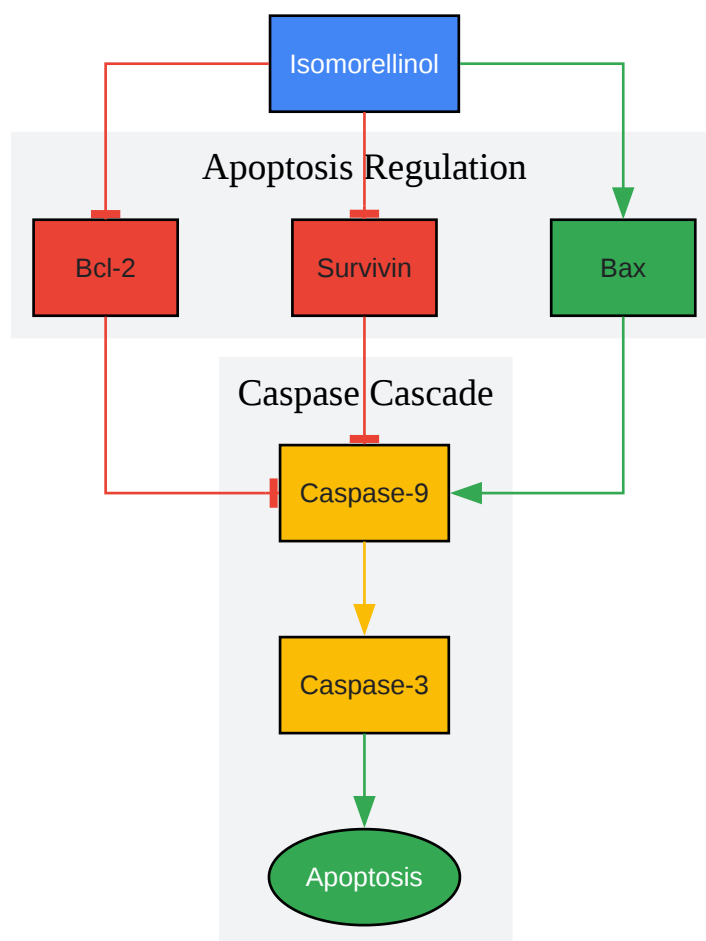 Isomorellinol
Apoptosis Regulation
Bcl-2
Survivin
Bax
Caspase Cascade
Caspase-9
Caspase-3
Apoptosis